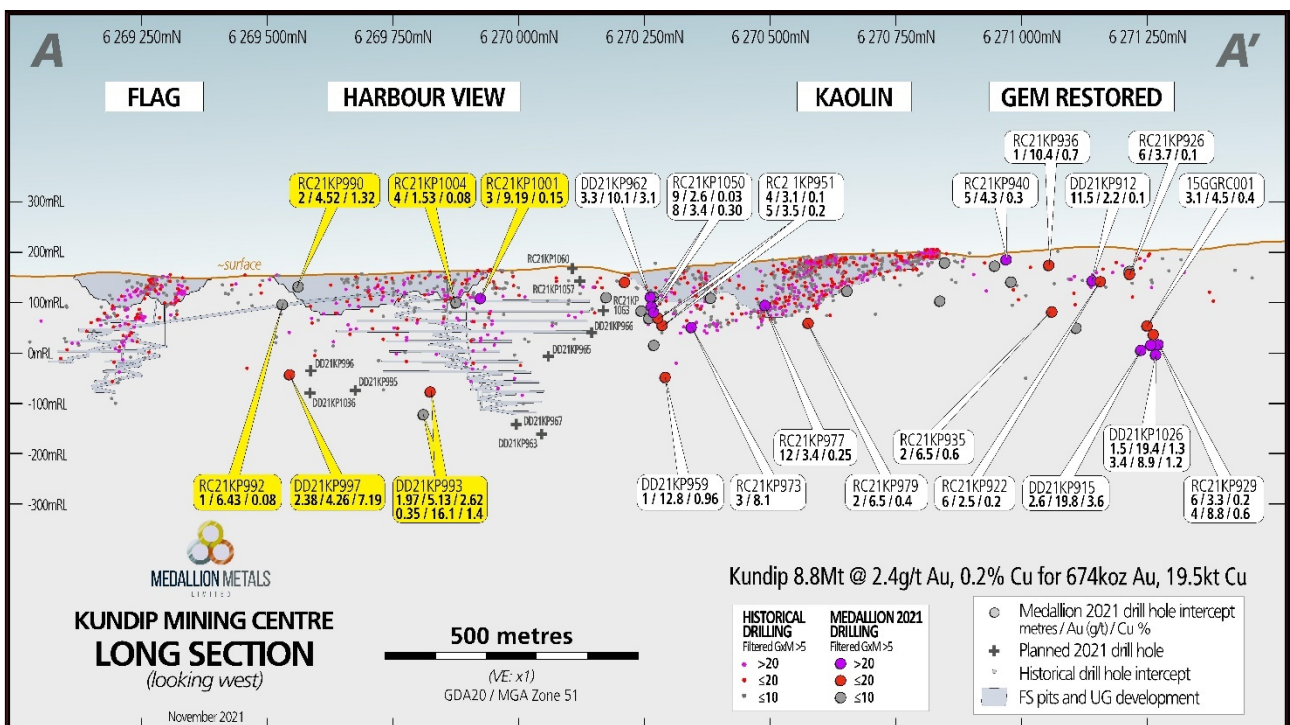 A
A'
6 269 250mN
6 269 500mN
6 269 750mN
6 270 000mN
6 270 250mN
6 270 500mN
6 270 750mN
6 271 000mN
6 271 250mN
FLAG
HARBOUR VIEW
KAOLIN
GEM RESTORED
RC21KP936
1 / 10.4 / 0.7
RC21KP926
6 / 3.7 / 0.1
RC21KP990
2 / 4.52 / 1.32
RC21KP1004
4 / 1.53 / 0.08
RC21KP1001
3 / 9.19 / 0.15
DD21KP962
3.3 / 10.1 / 3.1
RC21KP1050
9 / 2.6 / 0.03
8 / 3.4 / 0.30
RC2 1KP951
4 / 3.1 / 0.1
5 / 3.5 / 0.2
RC21KP940
5 / 4.3 / 0.3
DD21KP912
11.5 / 2.2 / 0.1
15GGRC001
3.1 / 4.5 / 0.4
300mRL
200mRL
100mRL
0mRL
-100mRL
-200mRL
-300mRL
~surface
RC21KP1060
RC21KP1057
RC21KP
1063
DD21KP966
DD21KP965
DD21KP996
DD21KP995
DD21KP1036
DD21KP967
DD21KP963
RC21KP992
1 / 6.43 / 0.08
DD21KP997
2.38 / 4.26 / 7.19
DD21KP993
1.97 / 5.13 / 2.62
0.35 / 16.1 / 1.4
DD21KP959
1 / 12.8 / 0.96
RC21KP973
3 / 8.1
RC21KP977
12 / 3.4 / 0.25
RC21KP979
2 / 6.5 / 0.4
RC21KP935
2 / 6.5 / 0.6
RC21KP922
6 / 2.5 / 0.2
DD21KP915
2.6 / 19.8 / 3.6
DD21KP1026
1.5 / 19.4 / 1.3
3.4 / 8.9 / 1.2
RC21KP929
6 / 3.3 / 0.2
4 / 8.8 / 0.6
MEDALLION METALS
LIMITED
KUNDIP MINING CENTRE
LONG SECTION
(looking west)
November 2021
500 metres
(VE: x1)
GDA20 / MGA Zone 51
Kundip 8.8Mt @ 2.4g/t Au, 0.2% Cu for 674koz Au, 19.5kt Cu
HISTORICAL
DRILLING
Filtered GxM >5
>20
≤20
≤10
MEDALLION 2021
DRILLING
Filtered GxM >5
>20
≤20
≤10
Medallion 2021 drill hole intercept
metres / Au (g/t) / Cu %
Planned 2021 drill hole
Historical drill hole intercept
FS pits and UG development